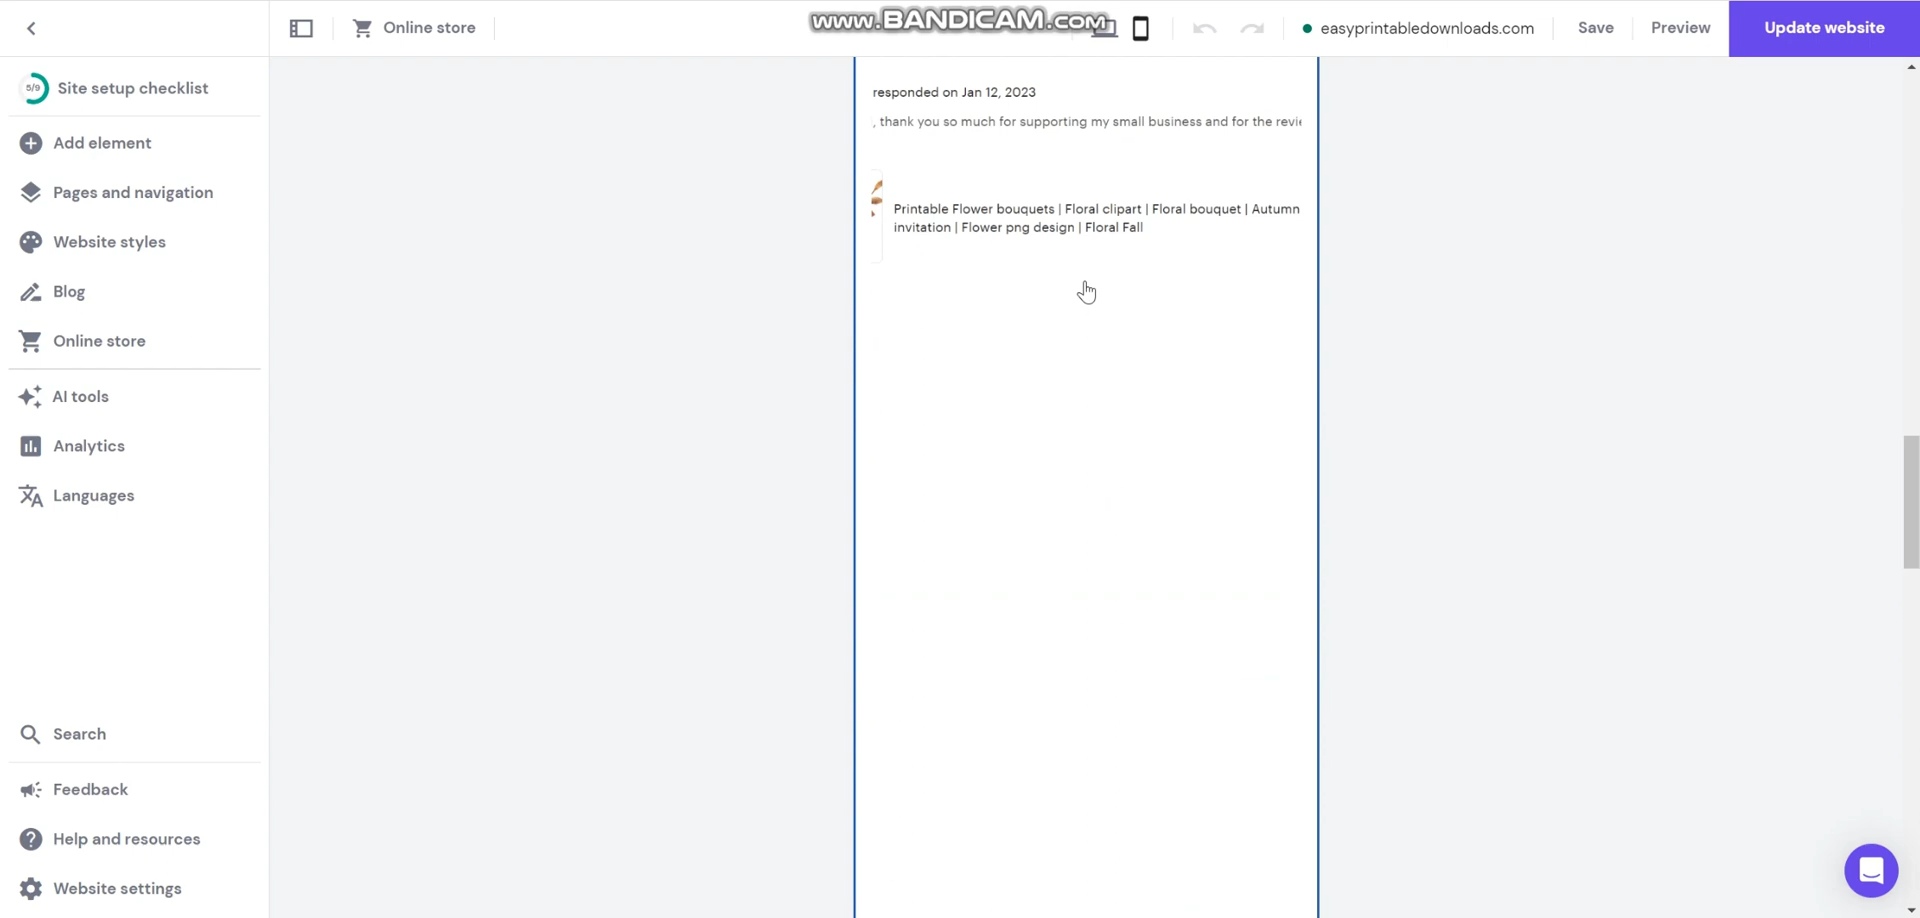 Online store
www.BANDICAM.com
easyprintabledownloads.com
Save
Preview
Update website
5/9
Site setup checklist
Add element
Pages and navigation
Website styles
Blog
Online store
AI tools
Analytics
Languages
Search
Feedback
Help and resources
Website settings
responded on Jan 12, 2023
, thank you so much for supporting my small business and for the
Printable Flower bouquets | Floral clipart | Floral bouquet | Autumn
invitation | Flower png design | Floral Fall